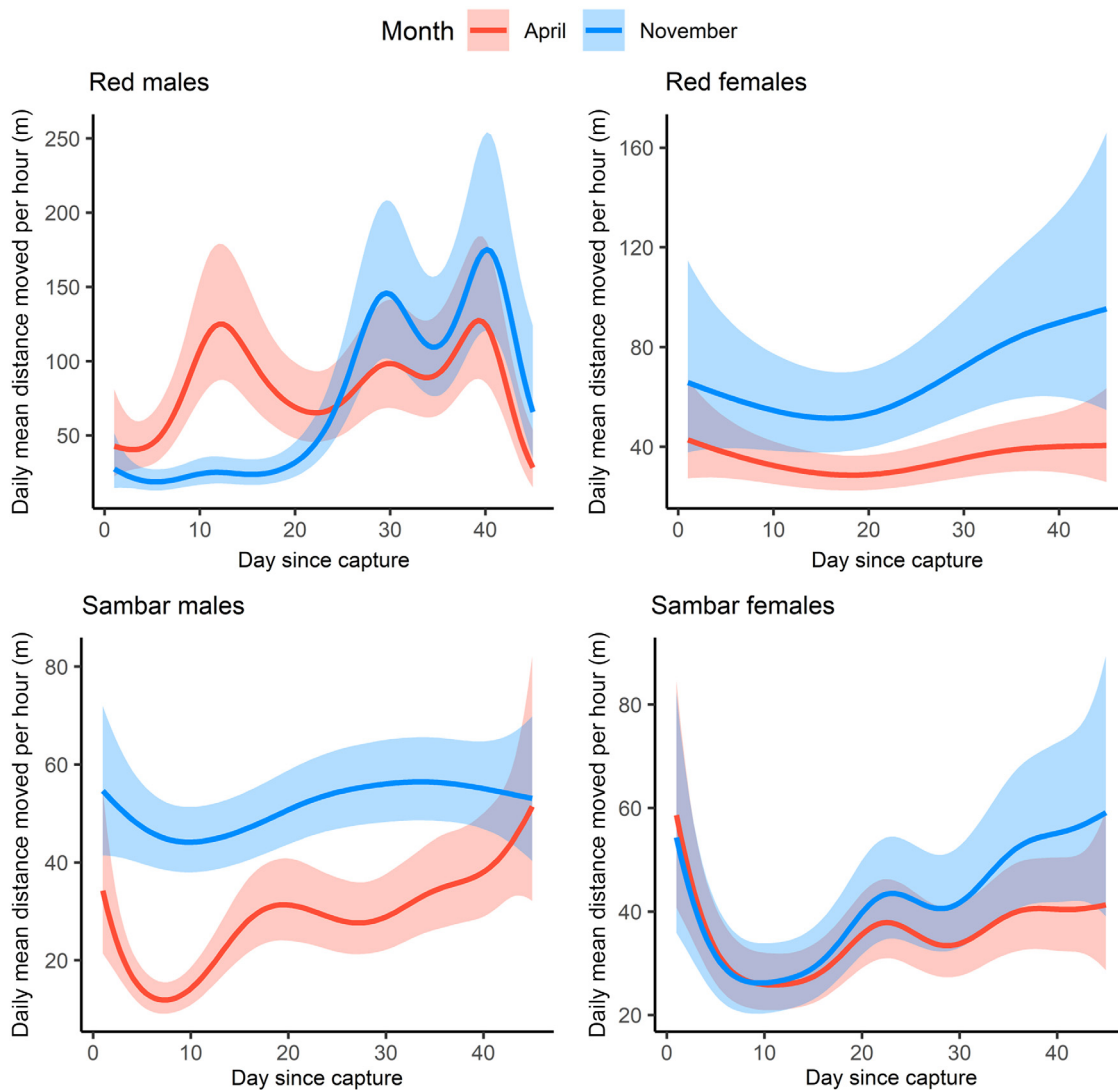 Month April November
Red males
Red females
Daily mean distance moved per hour (m)
250
200
150
100
50
0 10 20 30 40
Day since capture
Daily mean distance moved per hour (m)
160
120
80
40
0 10 20 30 40
Day since capture
Sambar males
Sambar females
Daily mean distance moved per hour (m)
80
60
40
20
0 10 20 30 40
Day since capture
Daily mean distance moved per hour (m)
80
60
40
20
0 10 20 30 40
Day since capture